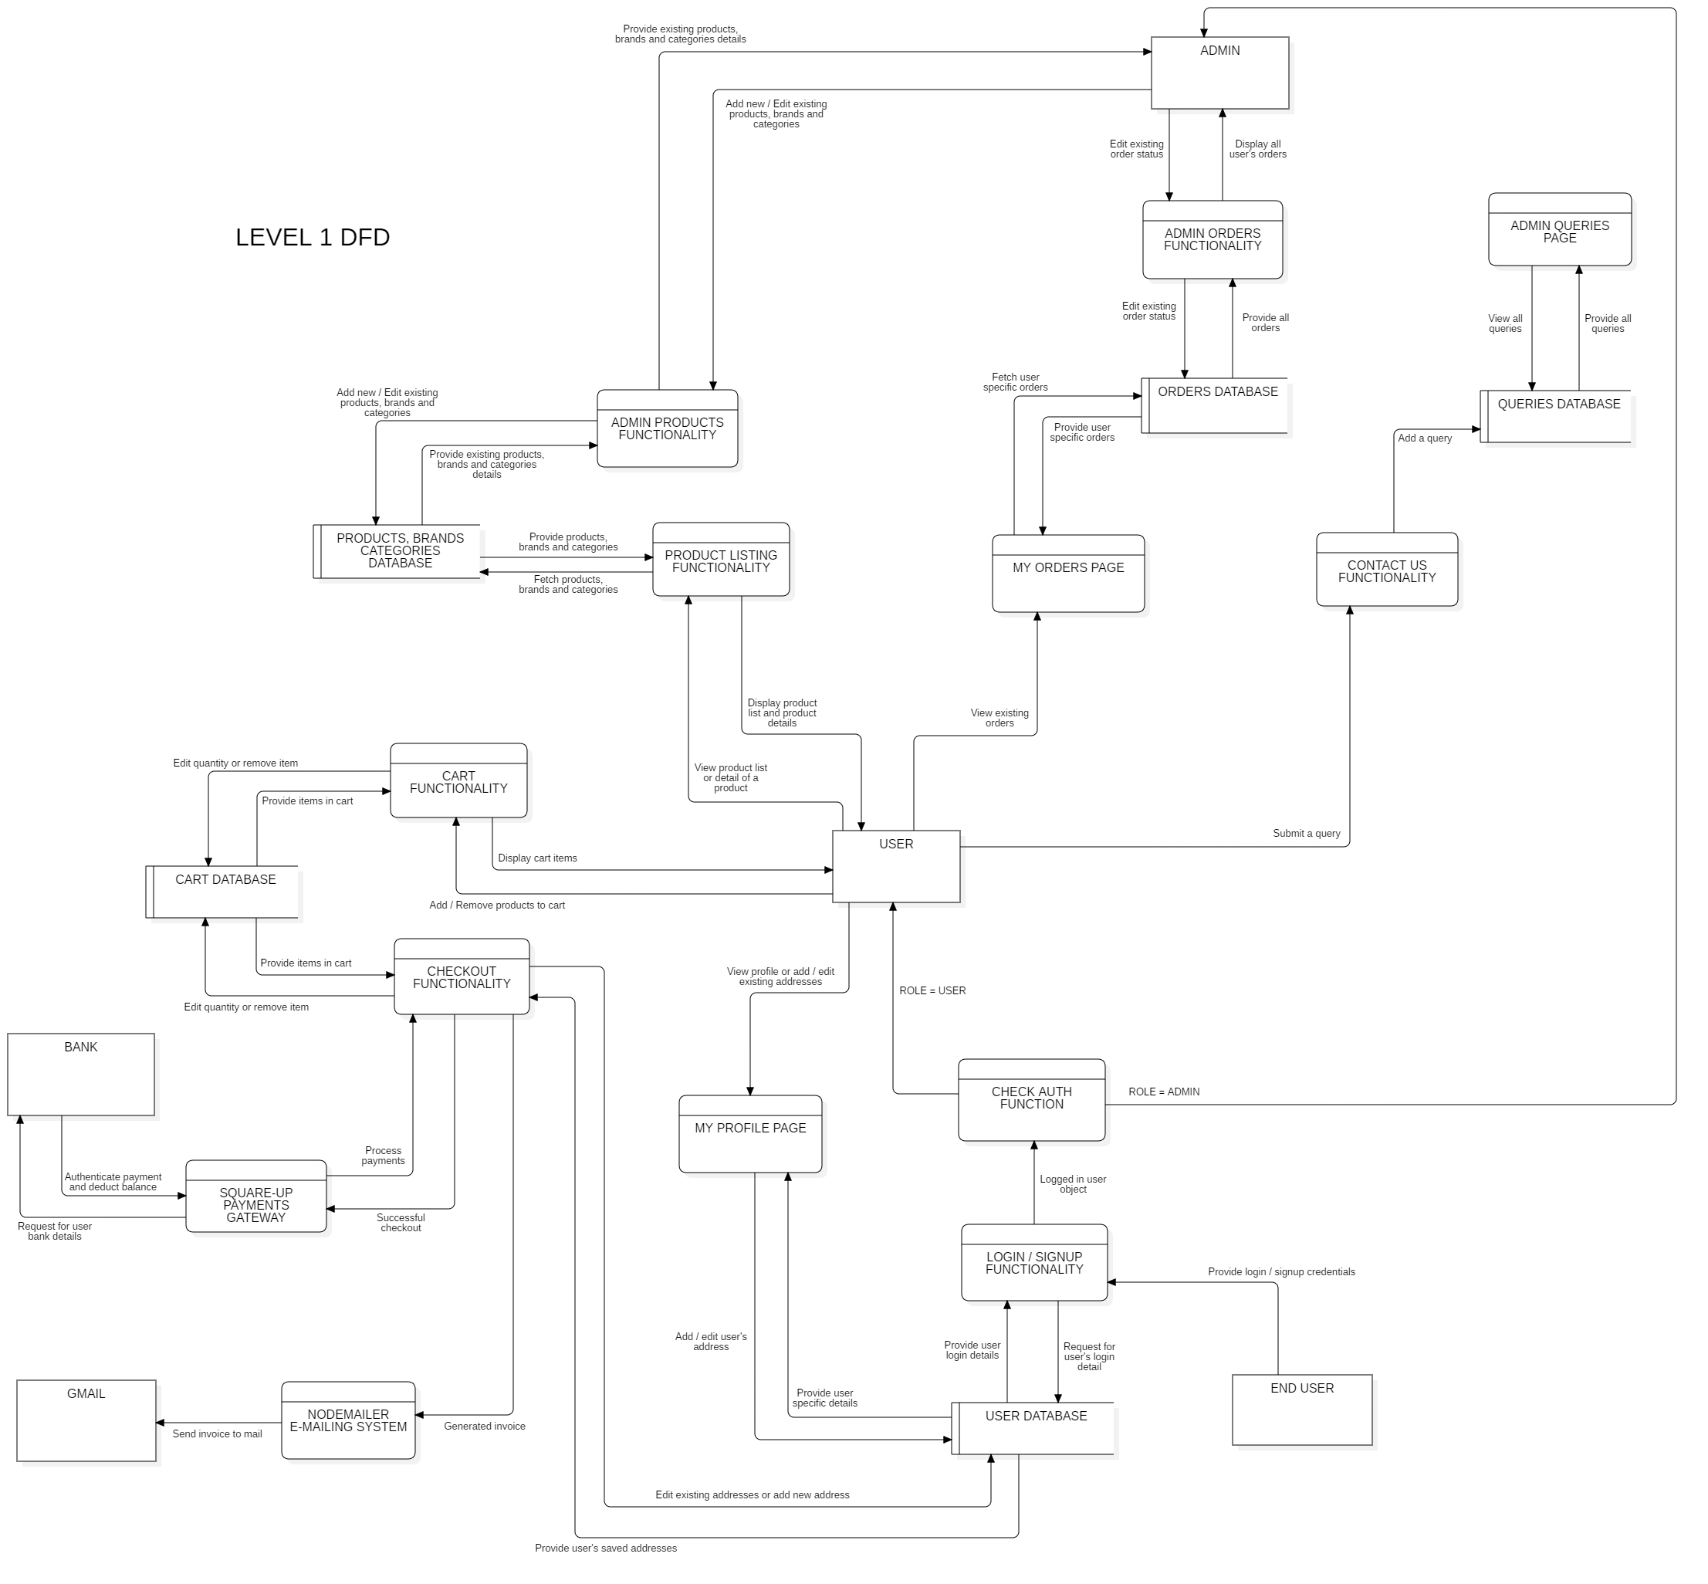 Provide existing products,
brands and categories details
ADMIN
Add new / Edit existing
products, brands and
categories
Edit existing
order status
Display all
user's orders
LEVEL 1 DFD
ADMIN ORDERS
FUNCTIONALITY
ADMIN QUERIES
PAGE
Edit existing
order status
Provide all
orders
View all
queries
Provide all
queries
Fetch user
specific orders
ORDERS DATABASE
QUERIES DATABASE
Add new / Edit existing
products, brands and
categories
ADMIN PRODUCTS
FUNCTIONALITY
Provide user
specific orders
Add a query
Provide existing products,
brands and categories
details
PRODUCTS, BRANDS
CATEGORIES
DATABASE
Provide products,
brands and categories
Fetch products,
brands and categories
PRODUCT LISTING
FUNCTIONALITY
MY ORDERS PAGE
CONTACT US
FUNCTIONALITY
Display product
list and product
details
View existing
orders
View product list
or detail of a
product
Edit quantity or remove item
CART
FUNCTIONALITY
Provide items in cart
USER
Submit a query
Display cart items
CART DATABASE
Add / Remove products to cart
Provide items in cart
CHECKOUT
FUNCTIONALITY
View profile or add / edit
existing addresses
ROLE = USER
Edit quantity or remove item
BANK
CHECK AUTH
FUNCTION
ROLE = ADMIN
MY PROFILE PAGE
Process
payments
Authenticate payment
and deduct balance
SQUARE-UP
PAYMENTS
GATEWAY
Logged in user
object
Successful
checkout
Request for user
bank details
LOGIN / SIGNUP
FUNCTIONALITY
Provide login / signup credentials
Add / edit user's
address
Provide user
login details
Request for
user's login
detail
GMAIL
NODEMAILER
E-MAILING SYSTEM
Provide user
specific details
END USER
USER DATABASE
Send invoice to mail
Generated invoice
Edit existing addresses or add new address
Provide user's saved addresses